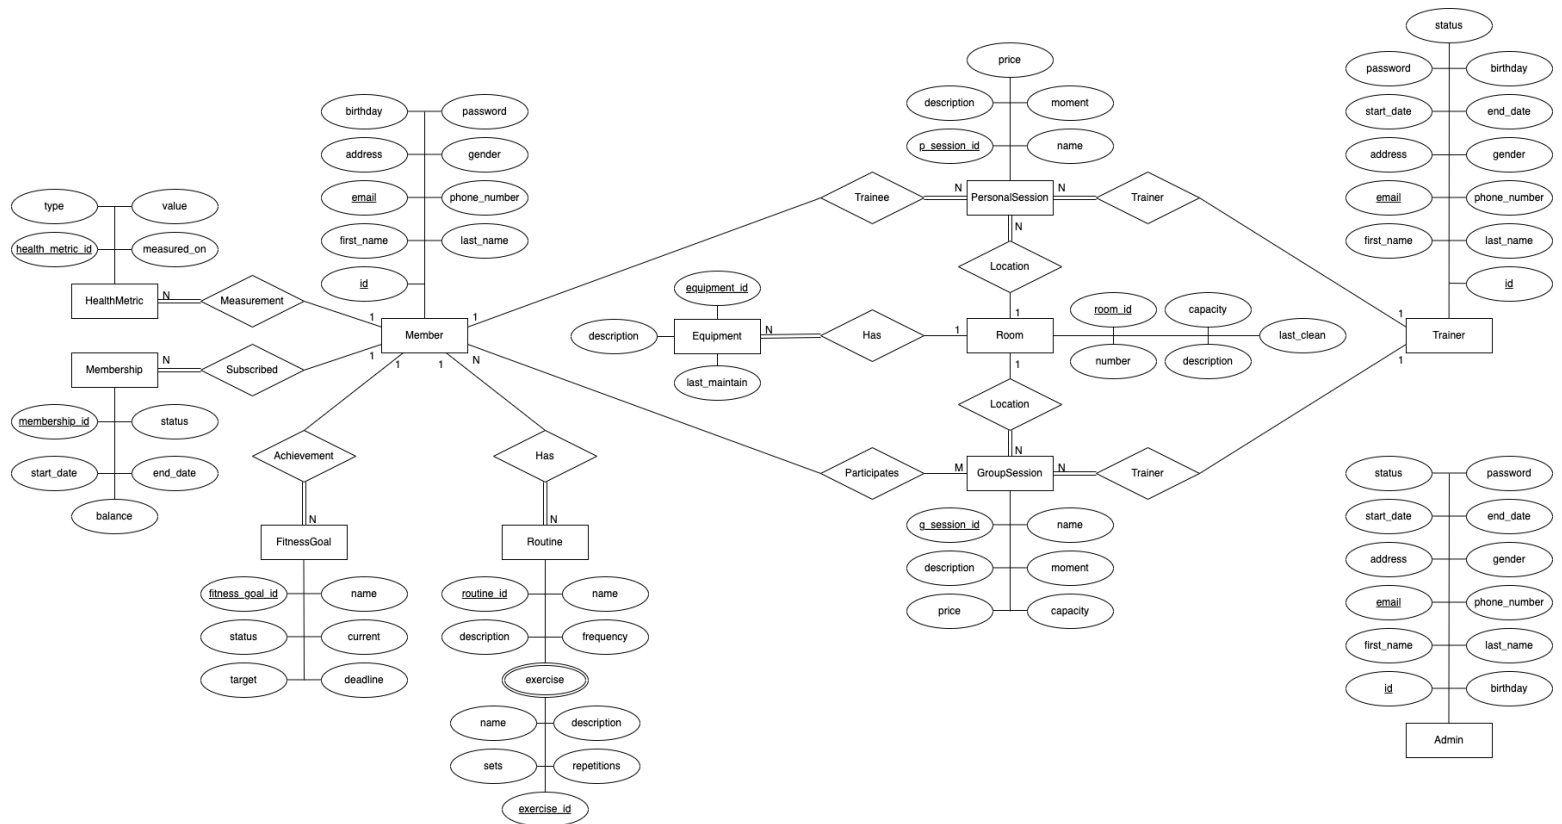 status
price
password
birthday
description
moment
birthday
password
start_date
end_date
p_session_id
name
address
gender
address
gender
type
value
email
phone_number
Trainee
N
PersonalSession
N
Trainer
email
phone_number
N
health_metric_id
measured_on
first_name
last_name
first_name
last_name
Location
id
equipment_id
id
HealthMetric
N
Measurement
room_id
capacity
1
1
1
1
Member
description
Equipment
N
Has
1
Room
last_clean
Trainer
1
N
number
description
1
Membership
N
Subscribed
1
1
1
last_maintain
Location
membership_id
status
Achievement
Has
N
start_date
end_date
Participates
M
GroupSession
N
Trainer
status
password
balance
N
N
g_session_id
name
start_date
end_date
FitnessGoal
Routine
description
moment
address
gender
fitness_goal_id
name
routine_id
name
price
capacity
email
phone_number
status
current
description
frequency
first_name
last_name
target
deadline
exercise
id
birthday
name
description
Admin
sets
repetitions
exercise_id